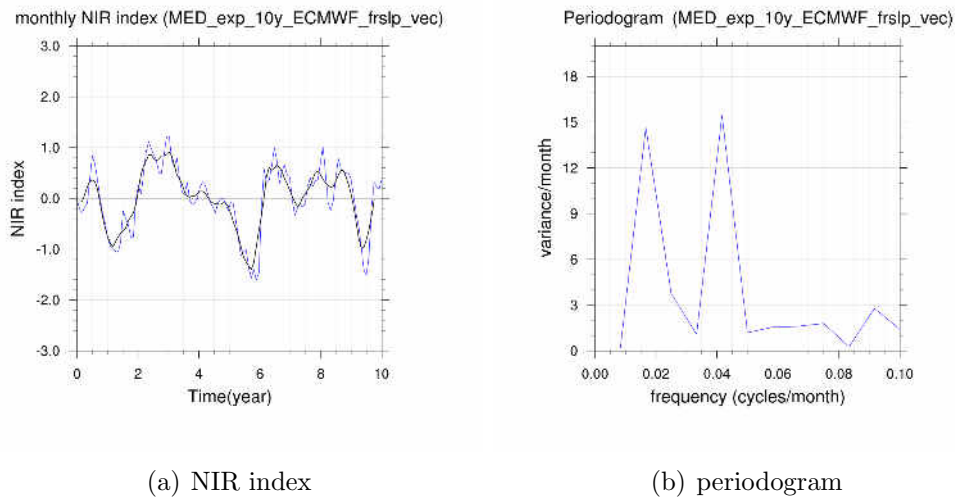 monthly NIR index (MED_exp_10y_ECMWF_frslp_vec)
3.0
2.0
1.0
0.0
-1.0
-2.0
-3.0
NIR index
0 2 4 6 8 10
Time(year)
(a) NIR index
Periodogram (MED_exp_10y_ECMWF_frslp_vec)
18
15
12
9
6
3
0
variance/month
0.00 0.02 0.04 0.06 0.08 0.10
frequency (cycles/month)
(b) periodogram